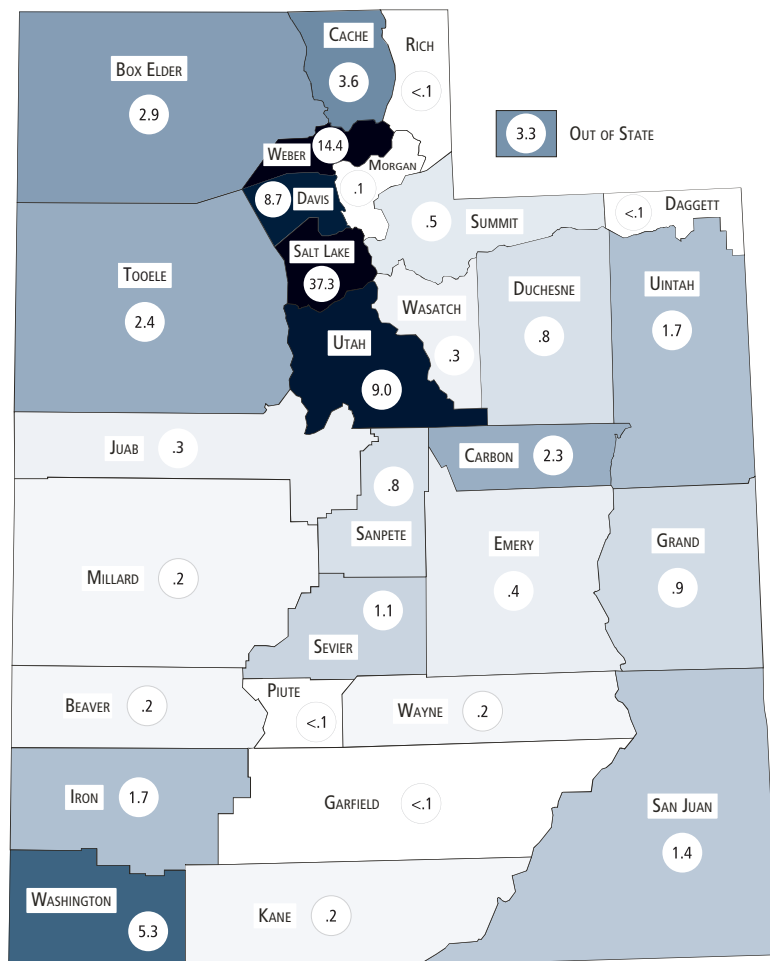 Cache
3.6
Rich
<.1
Box Elder
2.9
3.3 Out of State
Weber 14.4
Morgan
.1
8.7 Davis
.5 Summit
<.1 Daggett
Salt Lake
37.3
Tooele
2.4
Wasatch
.3
Duchesne
.8
Uintah
1.7
Utah
9.0
Juab .3
Carbon 2.3
.8
Sanpete
Emery
.4
Grand
.9
Millard .2
1.1
Sevier
Beaver .2
Piute
<.1
Wayne .2
Iron 1.7
Garfield <.1
San Juan
1.4
Washington
5.3
Kane .2